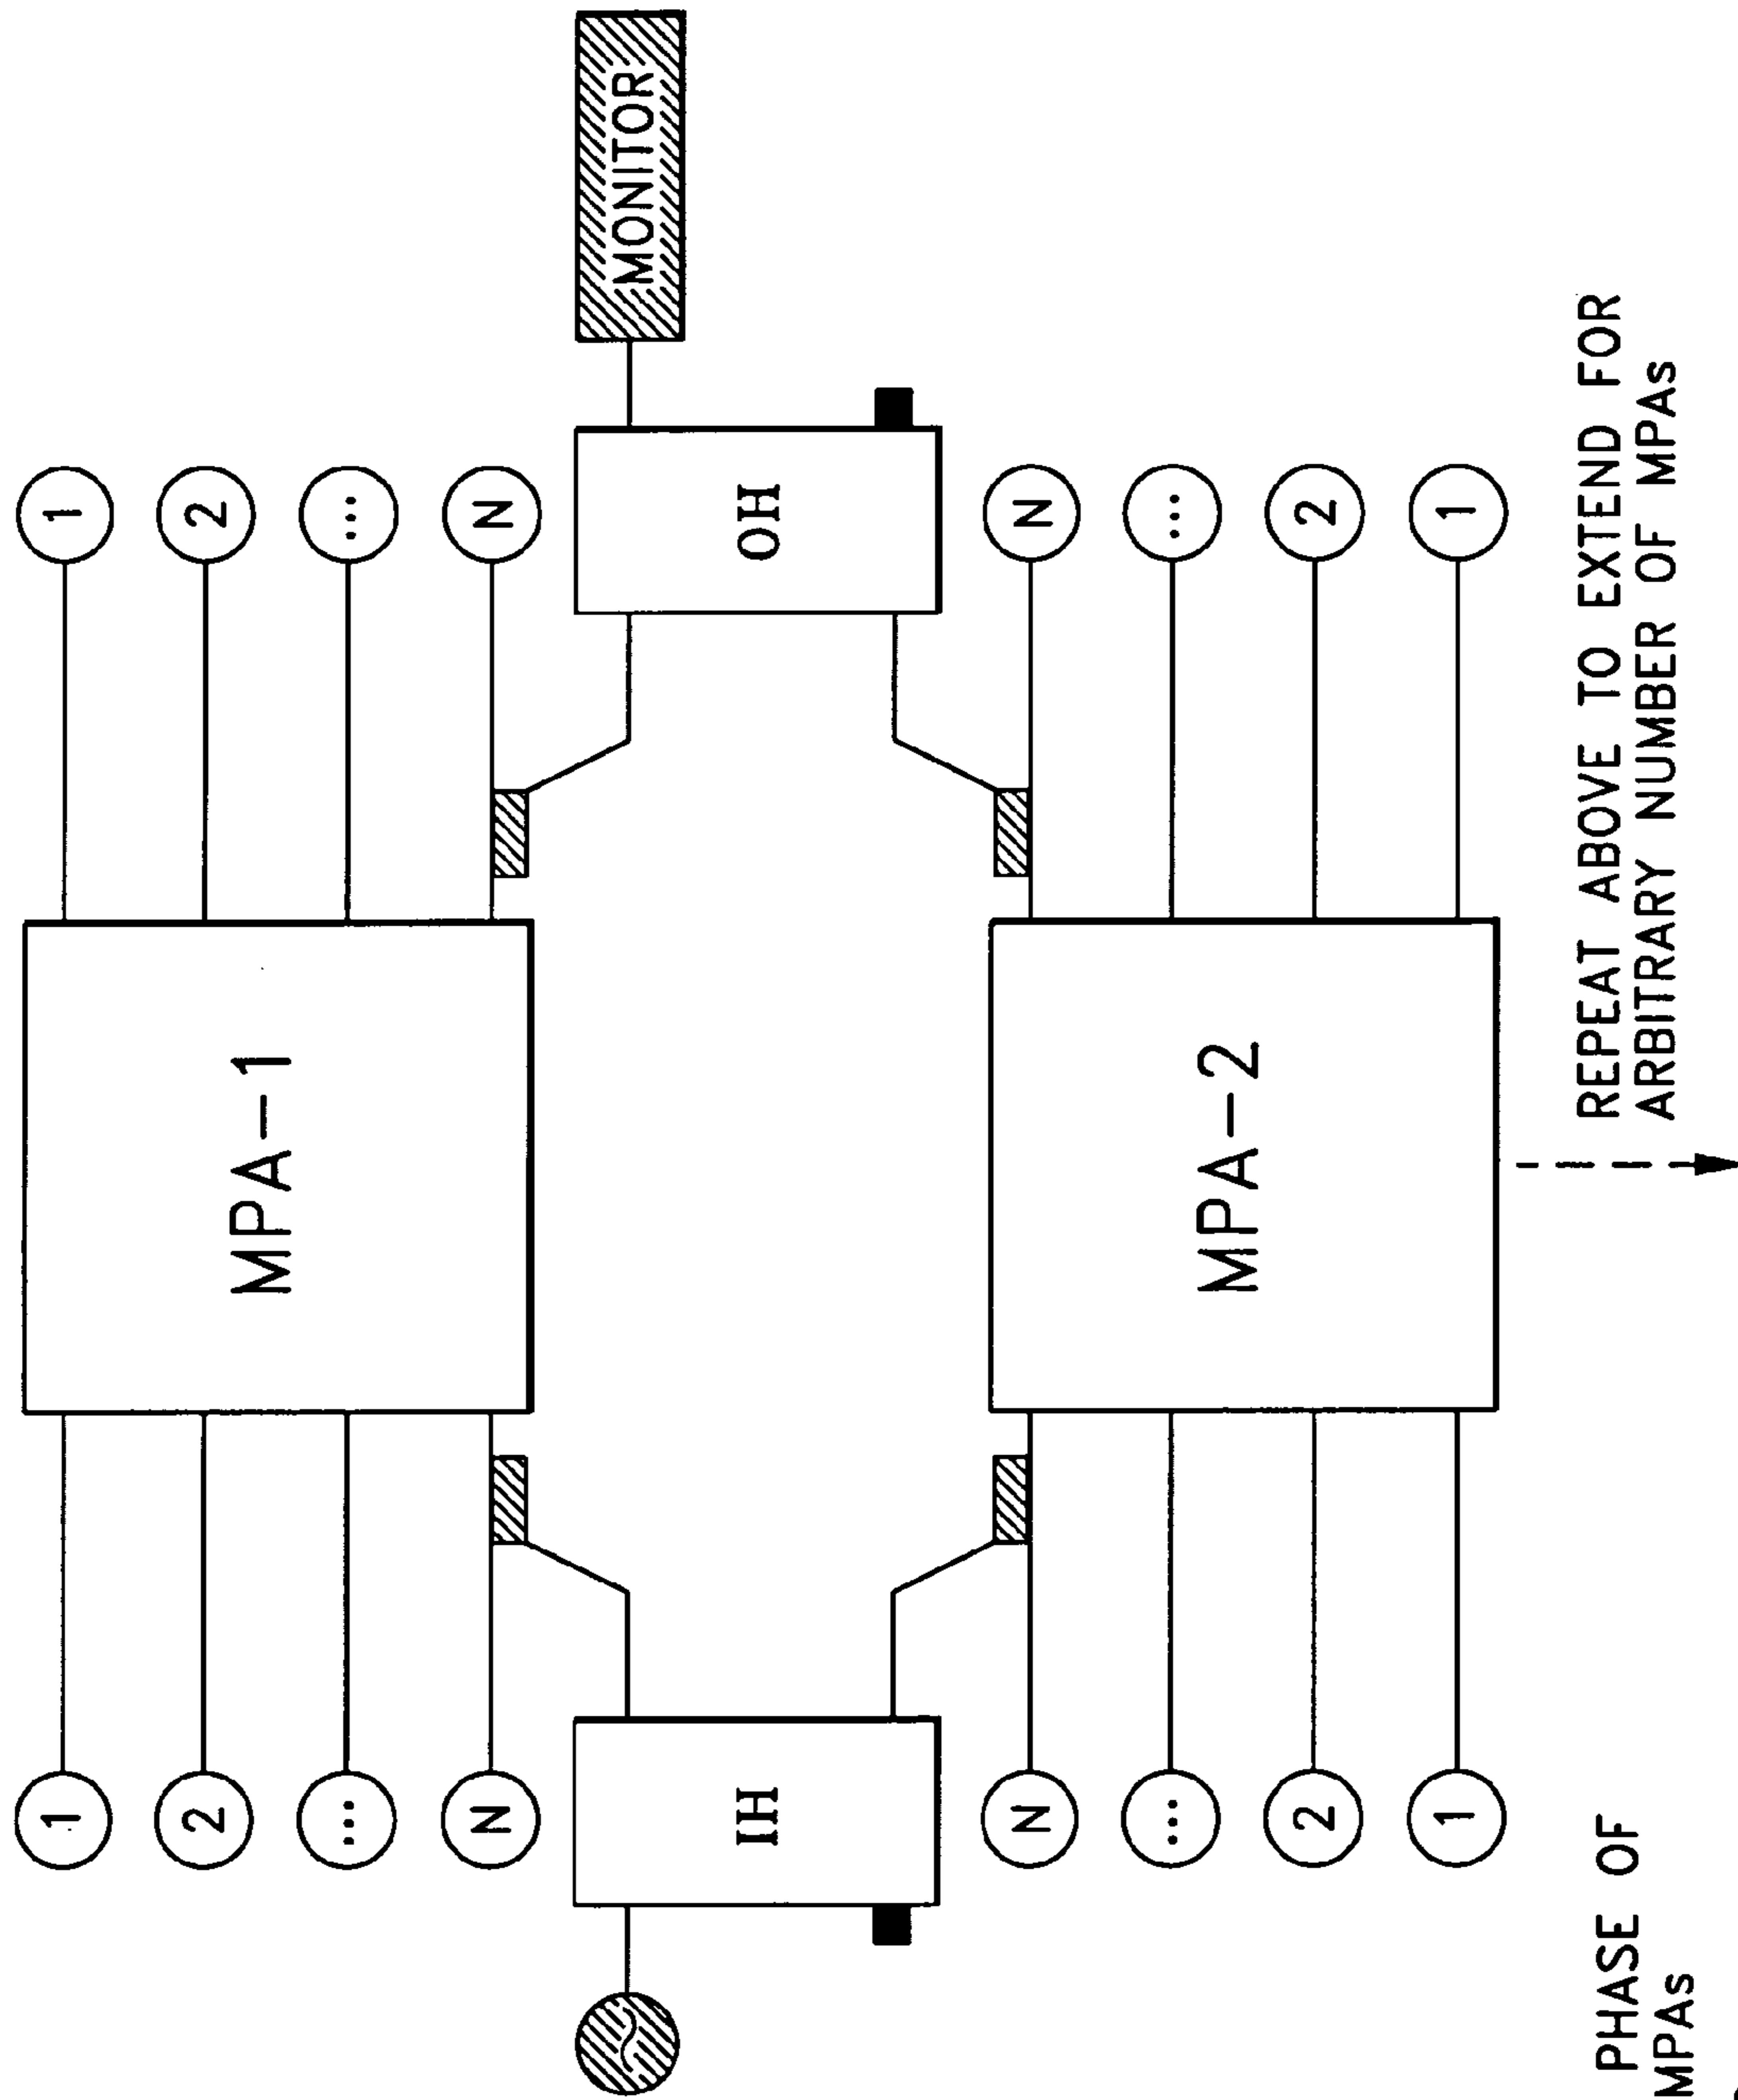 1 1
2 2
MPA-1
... ...
N N
MONITOR
IH OH
N N
... ...
MPA-2
2 2
1 1
PHASE OF
MPAs
REPEAT ABOVE TO EXTEND FOR
ARBITRARY NUMBER OF MPAs